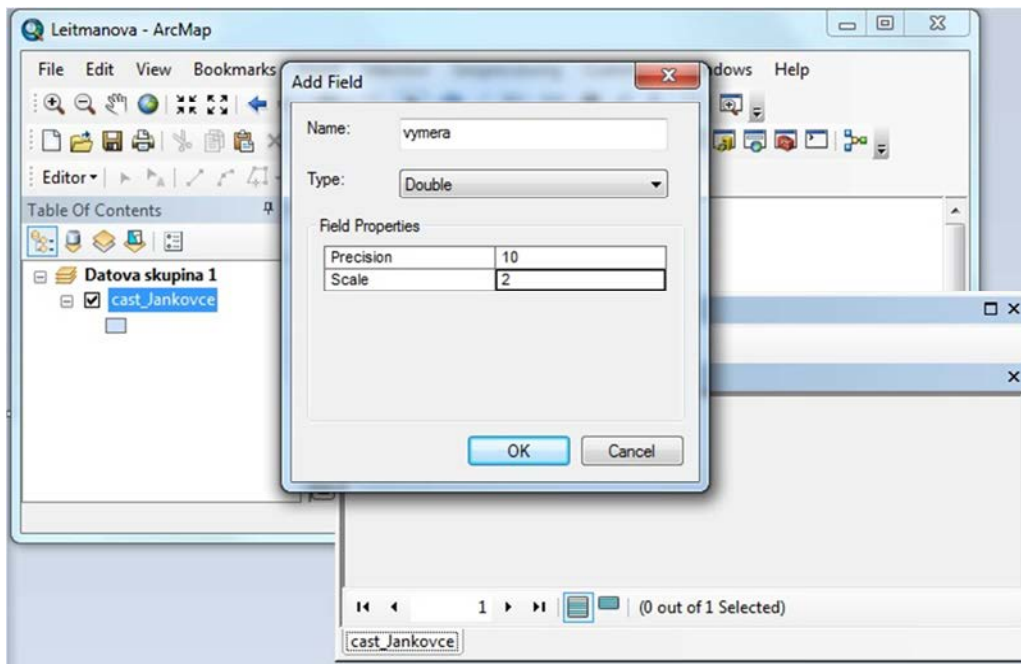 Leitmanova - ArcMap
File Edit View Bookmarks
Help
Add Field
Name: vymera
Type: Double
Field Properties
Precision 10
Scale 2
OK Cancel
Editor
Table Of Contents
Datova skupina 1
cast_Jankovce
1 (0 out of 1 Selected)
cast_Jankovce